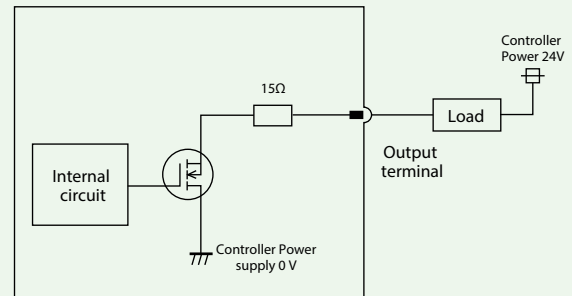 Controller
Power 24V
15Ω
Load
Output
terminal
Internal
circuit
Controller Power
supply 0 V